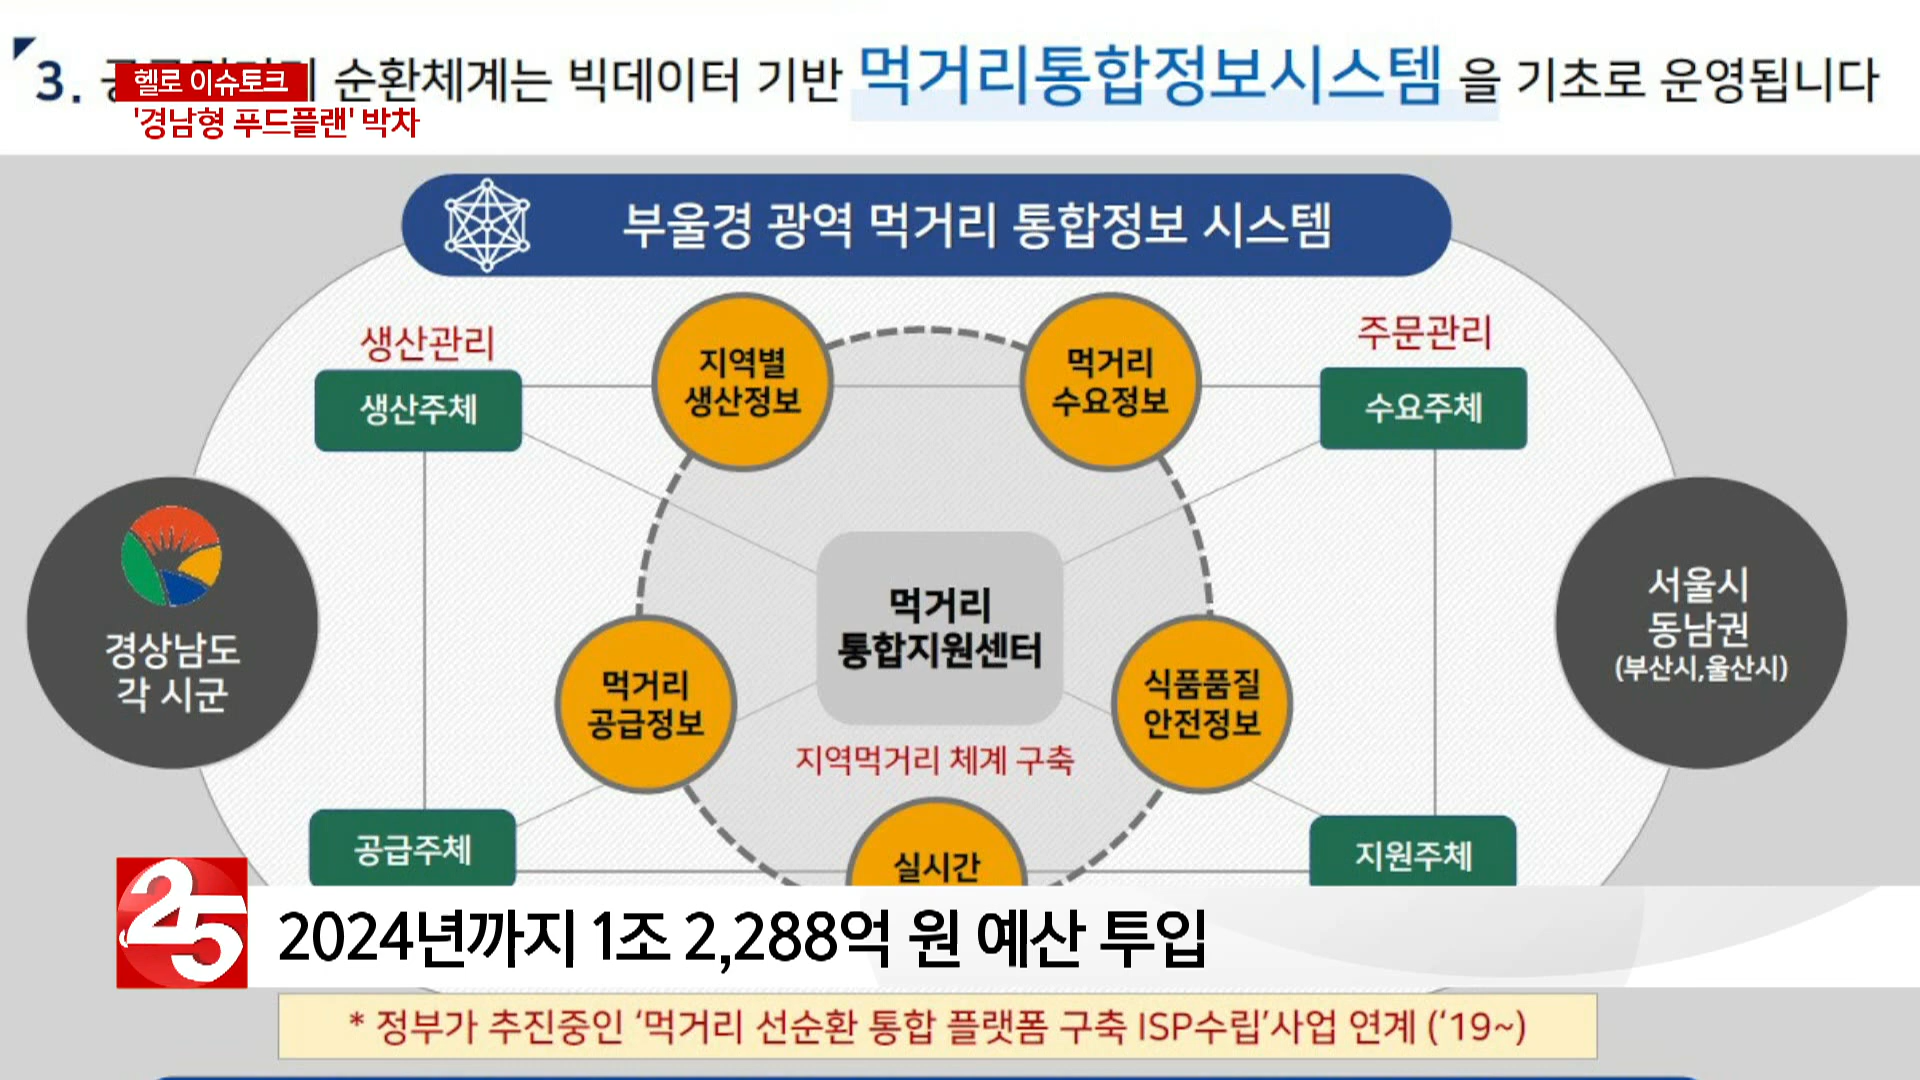 3. 순환체계는 빅데이터 기반 먹거리통합정보시스템 을 기초로 운영됩니다
헬로 이슈토크
'경남형 푸드플랜' 박차
부울경 광역 먹거리 통합정보 시스템
생산관리
생산주체
지역별
생산정보
먹거리
수요정보
주문관리
수요주체
경상남도
각 시군
먹거리
통합지원센터
서울시
동남권
(부산시,울산시)
먹거리
공급정보
식품품질
안전정보
지역먹거리 체계 구축
공급주체
실시간
지원주체
25
2024년까지 1조 2,288억 원 예산 투입
* 정부가 추진중인 ‘먹거리 선순환 통합 플랫폼 구축 ISP수립’사업 연계 (‘19~)